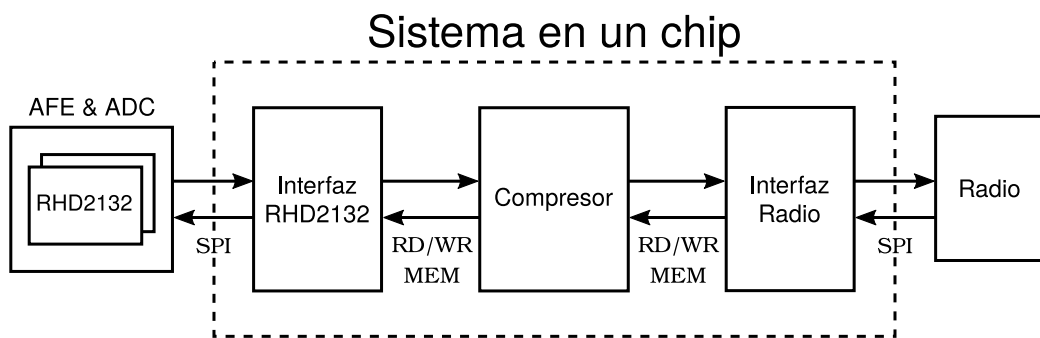 Sistema en un chip
AFE & ADC
RHD2132
SPI
Interfaz
RHD2132
RD/WR
MEM
Compresor
RD/WR
MEM
Interfaz
Radio
SPI
Radio